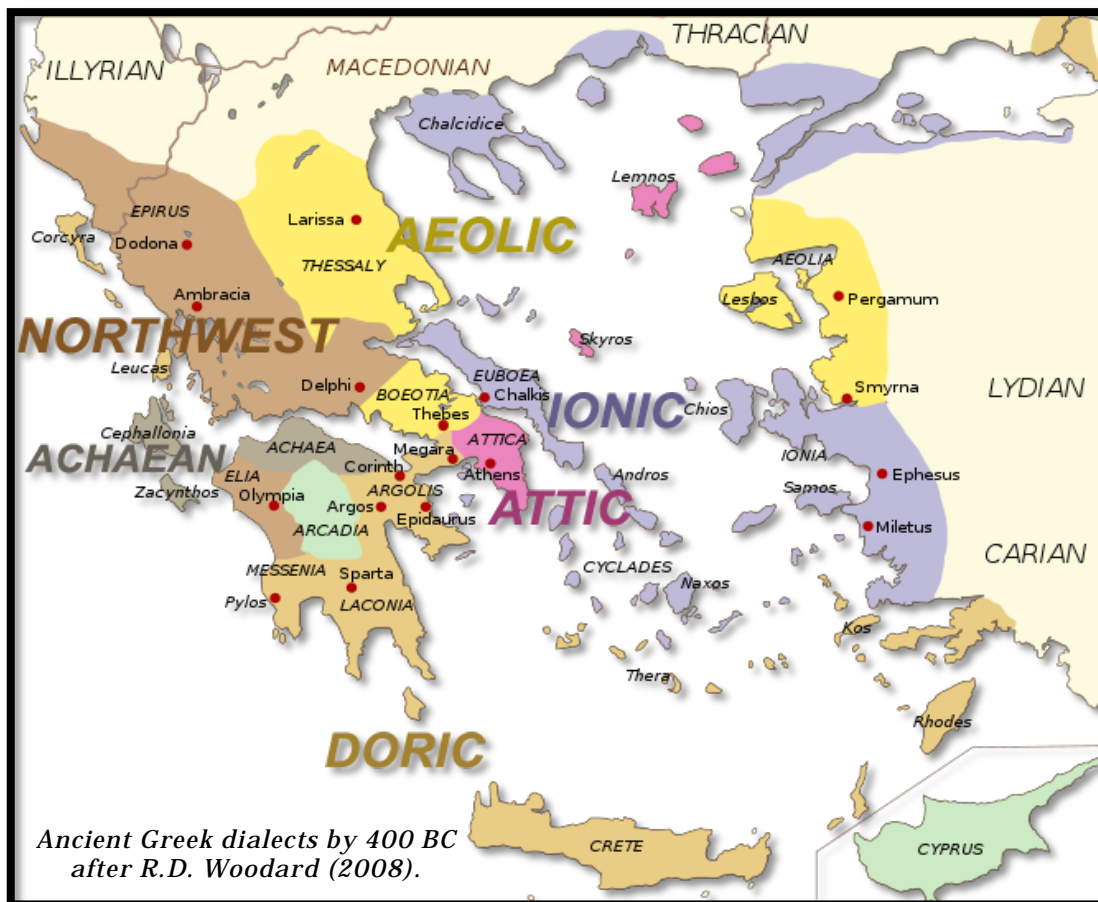 THRACIAN
ILLYRIAN
MACEDONIAN
Chalcidice
Lemnos
EPIRUS
Larissa
Corcyra
Dodona
AEOLIC
THESSALY
AEOLIA
Ambracia
Lesbos
Pergamum
NORTHWEST
Skyros
Leucas
Delphi
EUBOEA
BOEOTIA
Chalkis
Smyrna
LYDIAN
Thebes
IONIC
Chios
Cephallonia
ACHAEA
ATTICA
Megara
ACHAEAN
Corinth
Athens
IONIA
ELIA
Andros
Ephesus
Zacynthos
Olympia
ARGOLIS
Samos
Argos
Epidaurus
ATTIC
ARCADIA
Miletus
CARIAN
MESSENIA
Sparta
CYCLADES
Naxos
Pylos
LACONIA
Kos
Thera
Rhodes
DORIC
Ancient Greek dialects by 400 BC
after R.D. Woodard (2008).
CRETE
CYPRUS